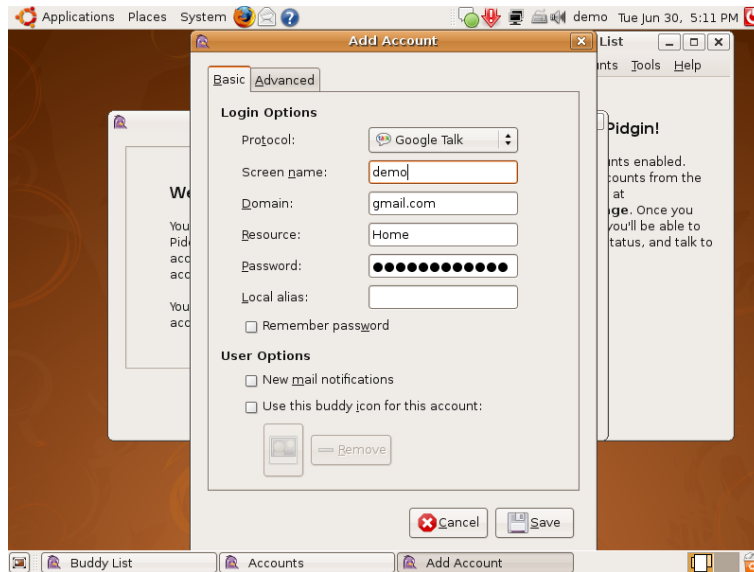 Applications Places System demo Tue Jun 30, 5:11 PM
Add Account
List
Tools Help
Basic Advanced
Login Options
Protocol: Google Talk
Screen name: demo
Domain: gmail.com
Resource: Home
Password: ●●●●●●●●●●●●
Local alias:
Remember password
User Options
New mail notifications
Use this buddy icon for this account:
Remove
Cancel Save
We
You
Pid
acc
acc
You
acc
Pidgin!
nts enabled.
counts from the
at
ge. Once you
you'll be able to
tatus, and talk to
Buddy List Accounts Add Account